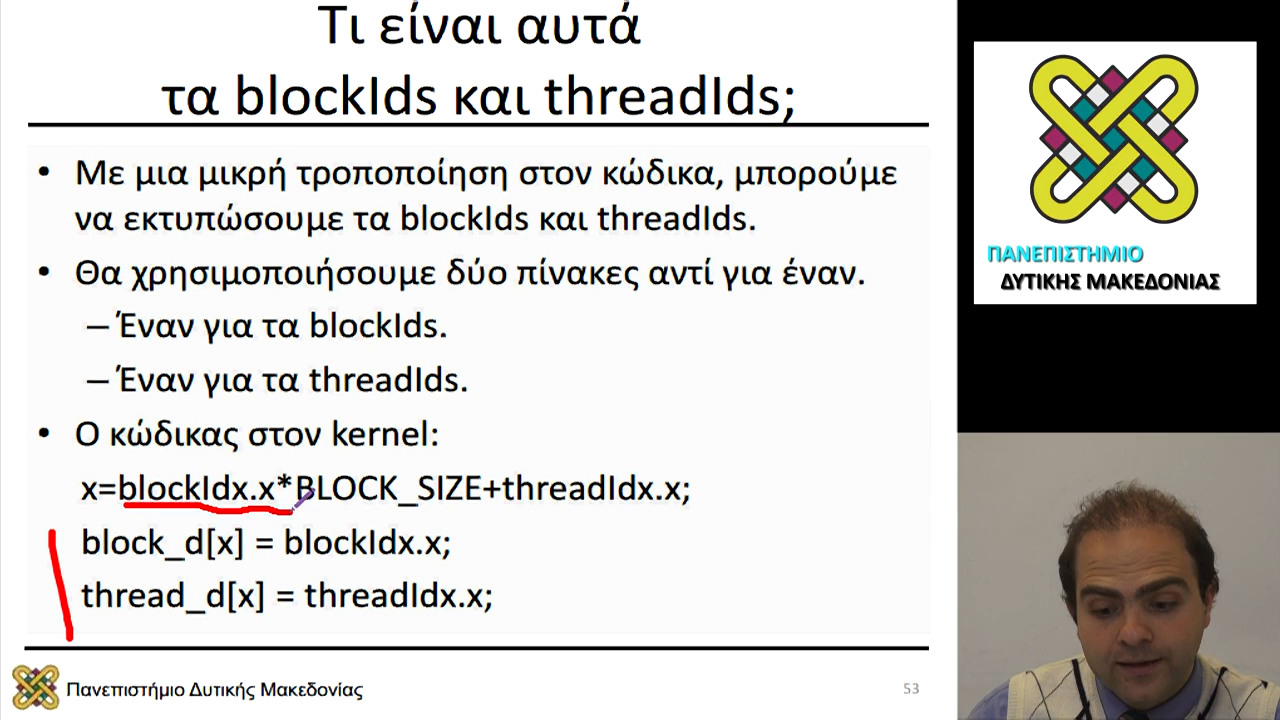 Τι είναι αυτά
τα blockIds και threadIds;
• Με μια μικρή τροποποίηση στον κώδικα, μπορούμε
να εκτυπώσουμε τα blockIds και threadIds.
• Θα χρησιμοποιήσουμε δύο πίνακες αντί για έναν.
– Έναν για τα blockIds.
– Έναν για τα threadIds.
• Ο κώδικας στον kernel:
x=blockIdx.x*BLOCK_SIZE+threadIdx.x;
block_d[x] = blockIdx.x;
thread_d[x] = threadIdx.x;
Πανεπιστήμιο Δυτικής Μακεδονίας
53
ΠΑΝΕΠΙΣΤΗΜΙΟ
ΔΥΤΙΚΗΣ ΜΑΚΕΔΟΝΙΑΣ